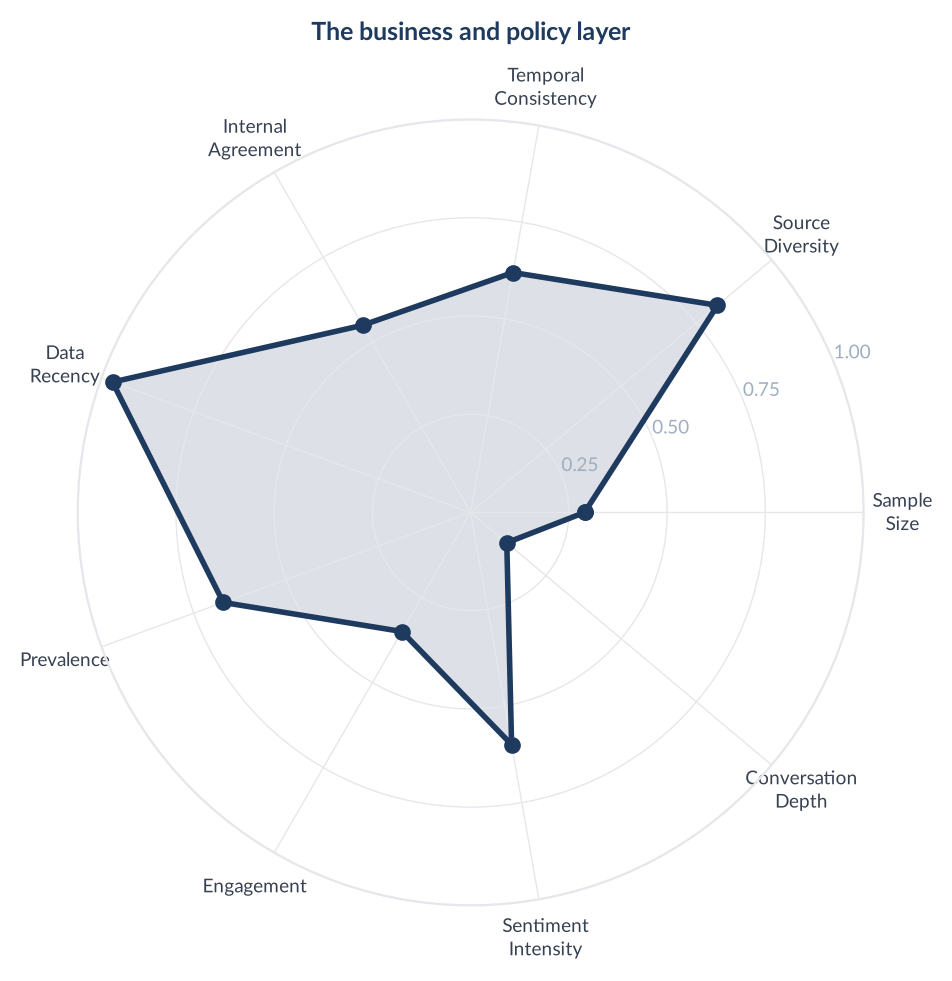 The business and policy layer
Temporal
Consistency
Internal
Agreement
Source
Diversity
Data
Recency
1.00
0.75
0.50
0.25
Sample
Size
Prevalence
Conversation
Depth
Engagement
Sentiment
Intensity